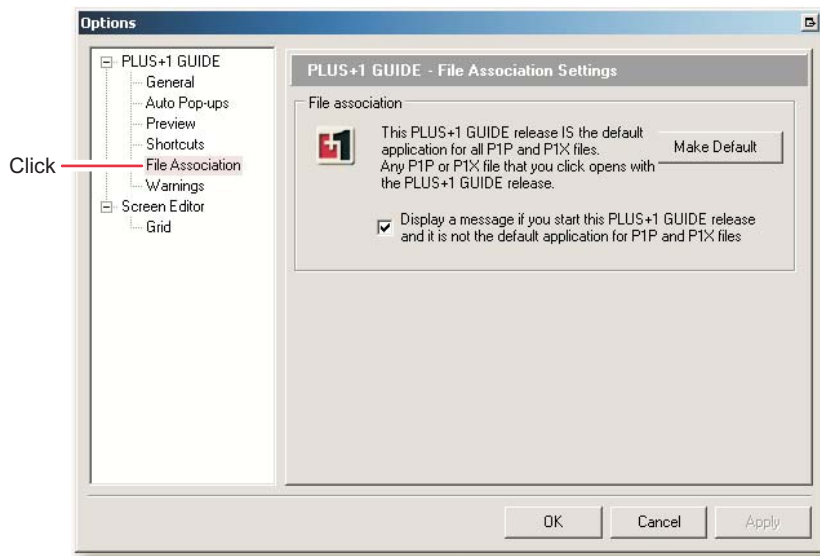 Options
PLUS+1 GUIDE
General
Auto Pop-ups
Preview
Shortcuts
File Association
Warnings
Screen Editor
Grid
Click
PLUS+1 GUIDE - File Association Settings
File association
+1
This PLUS+1 GUIDE release IS the default
application for all P1P and P1X files.
Any P1P or P1X file that you click opens with
the PLUS+1 GUIDE release.
Make Default
Display a message if you start this PLUS+1 GUIDE release
and it is not the default application for P1P and P1X files
OK
Cancel
Apply